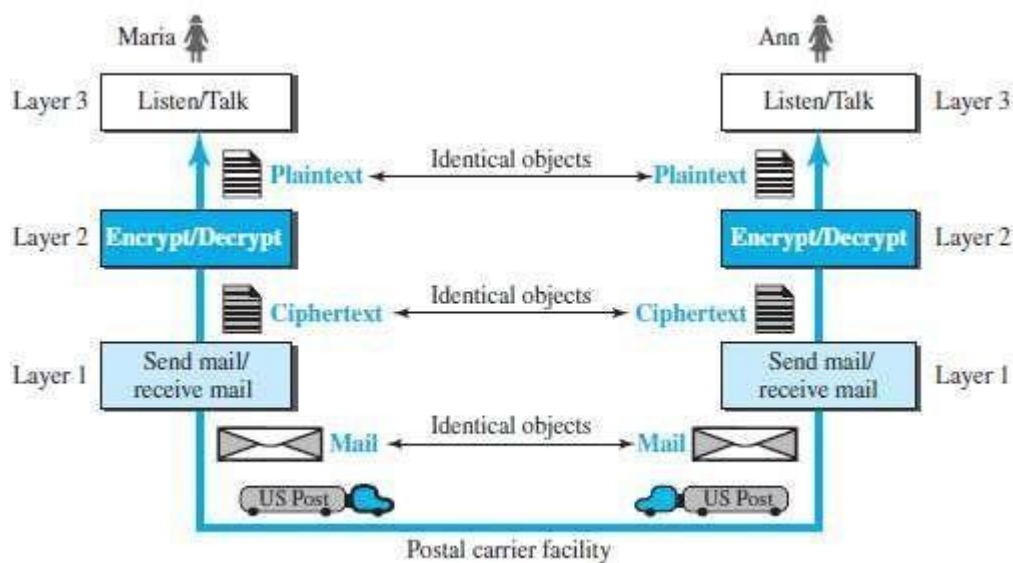 Maria
Ann
Layer 3
Listen/Talk
Listen/Talk
Layer 3
Plaintext
Identical objects
Plaintext
Layer 2
Encrypt/Decrypt
Encrypt/Decrypt
Layer 2
Ciphertext
Identical objects
Ciphertext
Layer 1
Send mail/
receive mail
Send mail/
receive mail
Layer 1
Mail
Identical objects
Mail
US Post
US Post
Postal carrier facility